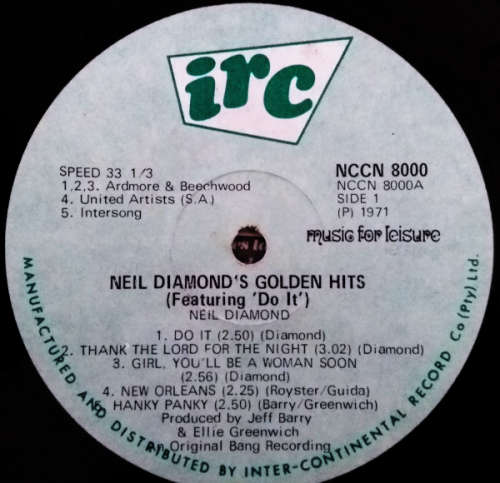 irc
SPEED 33 1/3
1,2,3. Ardmore & Beechwood
4. United Artists (S.A.)
5. Intersong
NCCN 8000
NCCN 8000A
SIDE 1
(P) 1971
music for leisure
NEIL DIAMOND'S GOLDEN HITS
(Featuring 'Do It')
NEIL DIAMOND
1. DO IT (2.50) (Diamond)
2. THANK THE LORD FOR THE NIGHT (3.02) (Diamond)
3. GIRL, YOU'LL BE A WOMAN SOON
(2.56) (Diamond)
4. NEW ORLEANS (2.25) (Royster/Guida)
HANKY PANKY (2.50) (Barry/Greenwich)
Produced by Jeff Barry
& Ellie Greenwich
Original Bang Recording
MANUFACTURED AND DISTRIBUTED BY INTER-CONTINENTAL RECORD Co (Pty) Ltd.